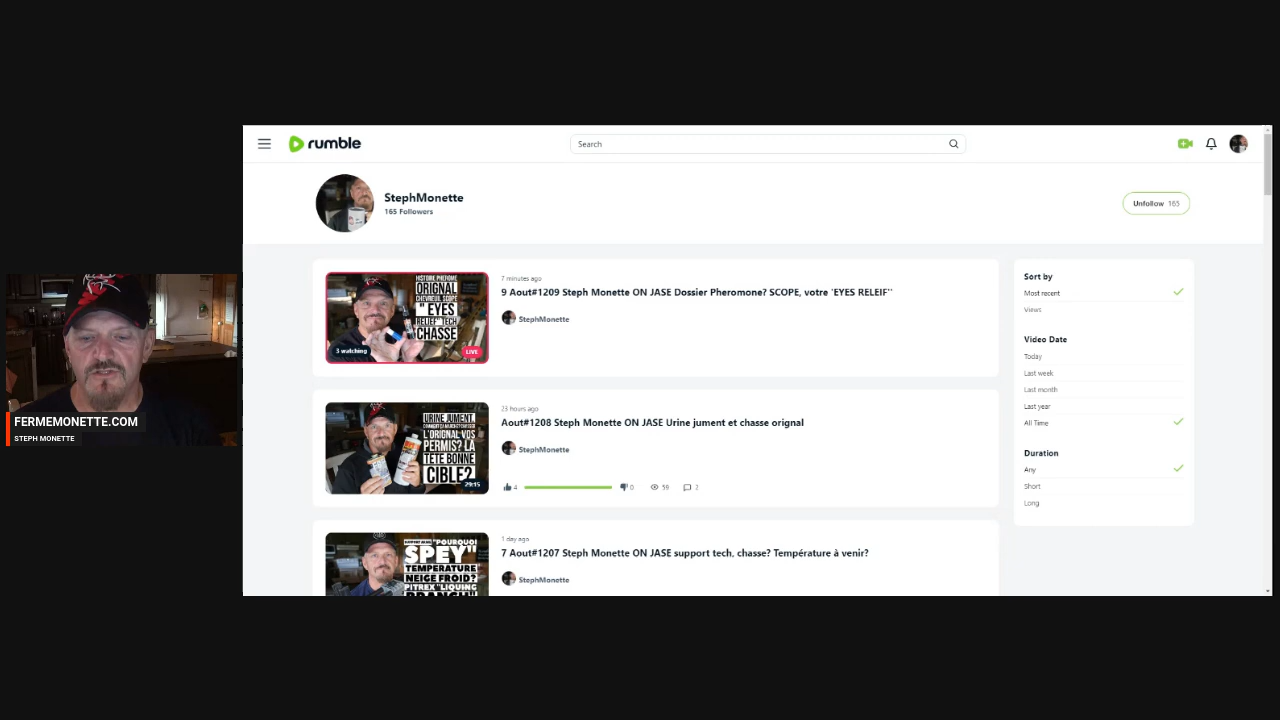 rumble
Search
StephMonette
165 Followers
Unfollow 165
7 minutes ago
9 Aout#1209 Steph Monette ON JASE Dossier Pheromone? SCOPE, votre 'EYES RELEIF''
StephMonette
HISTOIRE PHEROME
ORIGNAL
CHEVREUIL. SCOPE
" EYES
RELIEF" TECH
CHASSE
3 watching
LIVE
23 hours ago
Aout#1208 Steph Monette ON JASE Urine jument et chasse orignal
StephMonette
URINE JUMENT,
L'ORIGNAL VOS
PERMIS? LA
TETE BONNE
CIBLE?
29:15
4
0
59
2
1 day ago
7 Aout#1207 Steph Monette ON JASE support tech, chasse? Température à venir?
StephMonette
"POURQUOI
SPEY"
TEMPERATURE
NEIGE FROID?
PITREX "LIQUING
BRANCH"
Sort by
Most recent
Views
Video Date
Today
Last week
Last month
Last year
All Time
Duration
Any
Short
Long
FERMEMONETTE.COM
STEPH MONETTE